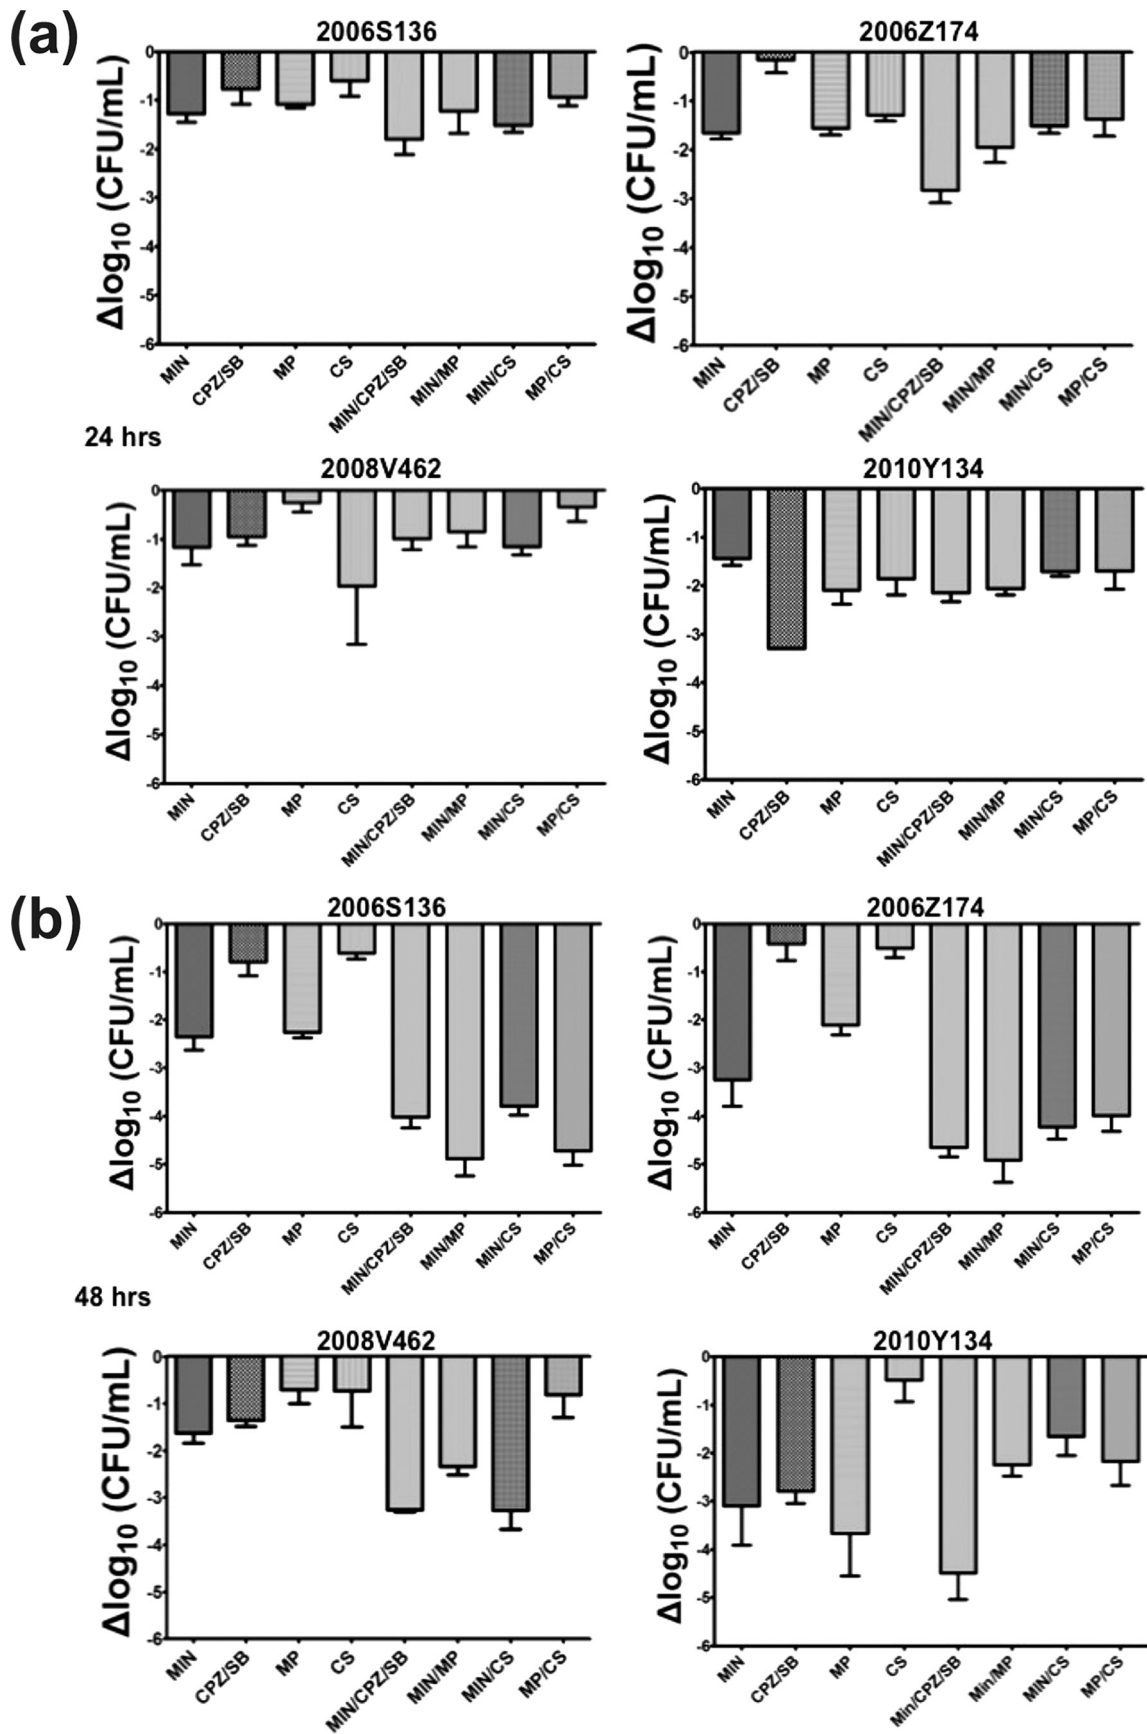 (a)
2006S136
2006Z174
Δlog10 (CFU/mL)
0
-1
-2
-3
-4
-5
-6
MIN
CPZ/SB
MP
CS
MIN/CPZ/SB
MIN/MP
MIN/CS
MP/CS
Δlog10 (CFU/mL)
0
-1
-2
-3
-4
-5
-6
MIN
CPZ/SB
MP
CS
MIN/CPZ/SB
MIN/MP
MIN/CS
MP/CS
24 hrs
2008V462
2010Y134
Δlog10 (CFU/mL)
0
-1
-2
-3
-4
-5
-6
MIN
CPZ/SB
MP
CS
MIN/CPZ/SB
MIN/MP
MIN/CS
MP/CS
Δlog10 (CFU/mL)
0
-1
-2
-3
-4
-5
-6
MIN
CPZ/SB
MP
CS
MIN/CPZ/SB
MIN/MP
MIN/CS
MP/CS
(b)
2006S136
2006Z174
Δlog10 (CFU/mL)
0
-1
-2
-3
-4
-5
-6
MIN
CPZ/SB
MP
CS
MIN/CPZ/SB
MIN/MP
MIN/CS
MP/CS
Δlog10 (CFU/mL)
0
-1
-2
-3
-4
-5
-6
MIN
CPZ/SB
MP
CS
MIN/CPZ/SB
MIN/MP
MIN/CS
MP/CS
48 hrs
2008V462
2010Y134
Δlog10 (CFU/mL)
0
-1
-2
-3
-4
-5
-6
MIN
CPZ/SB
MP
CS
MIN/CPZ/SB
MIN/MP
MIN/CS
MP/CS
Δlog10 (CFU/mL)
0
-1
-2
-3
-4
-5
-6
MIN
CPZ/SB
MP
CS
Min/CPZ/SB
Min/MP
MIN/CS
MP/CS